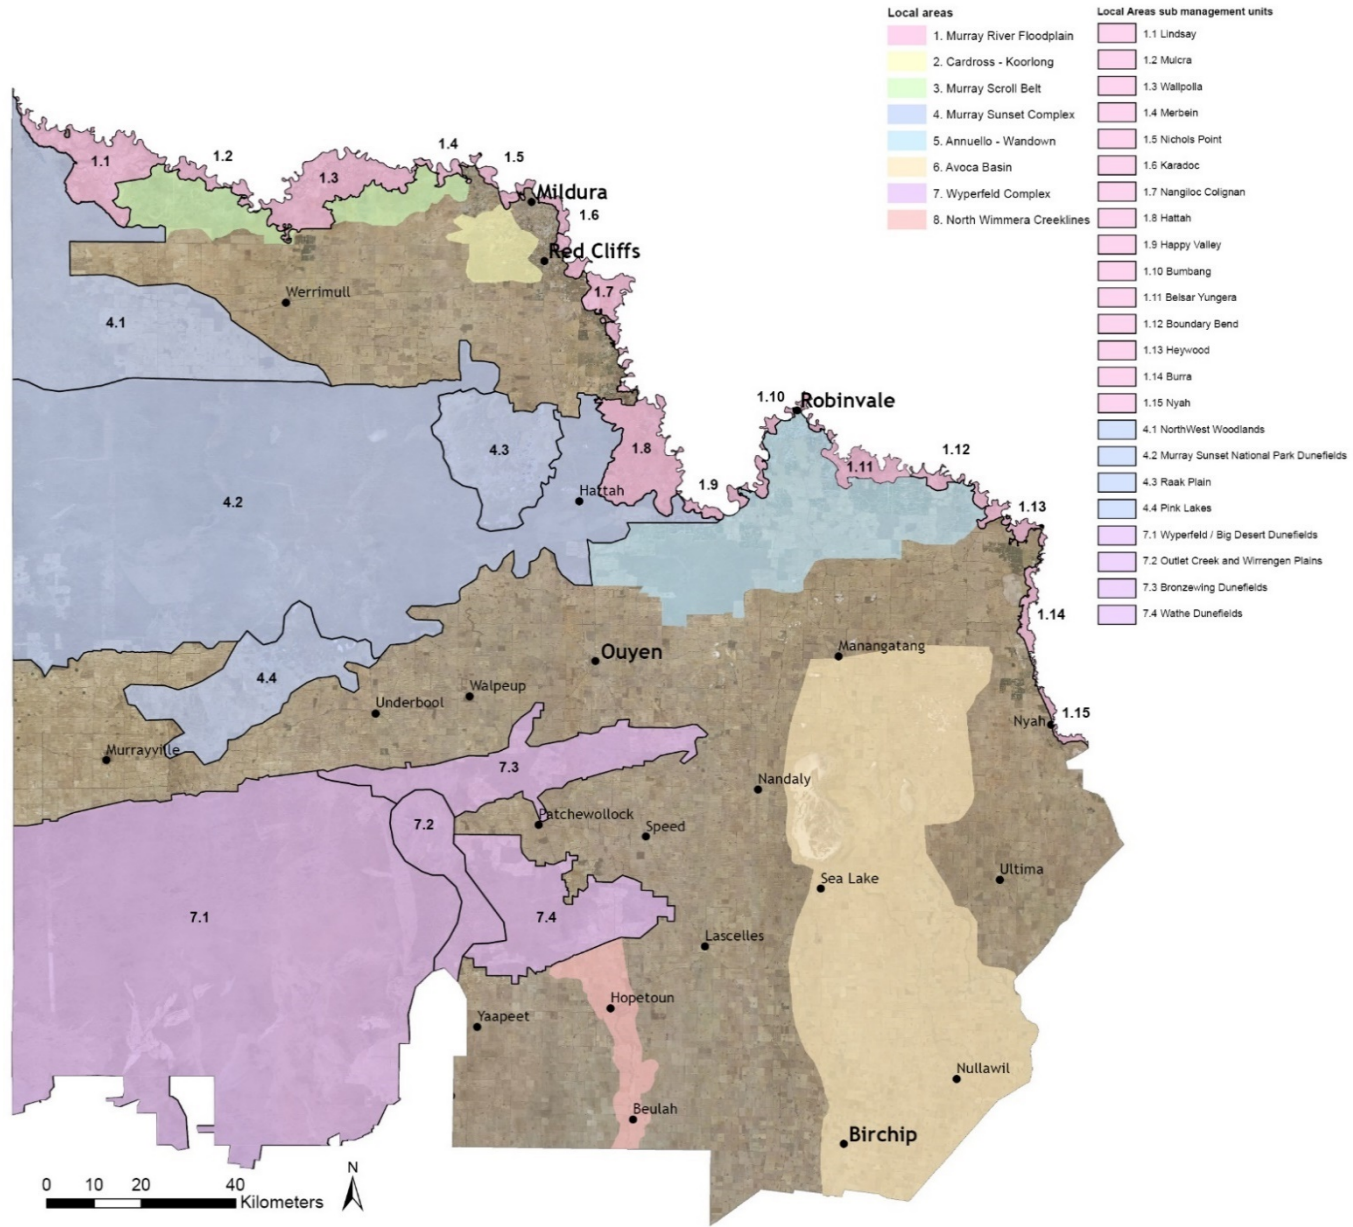 Local areas
1. Murray River Floodplain
2. Cardross - Koorlong
3. Murray Scroll Belt
4. Murray Sunset Complex
5. Annuello - Wandown
6. Avoca Basin
7. Wyperfeld Complex
8. North Wimmera Creeklines
Local Areas sub management units
1.1 Lindsay
1.2 Mulcra
1.3 Wallpolla
1.4 Merbein
1.5 Nichols Point
1.6 Karadoc
1.7 Nangiloc Colignan
1.8 Hattah
1.9 Happy Valley
1.10 Bumbang
1.11 Belsar Yungera
1.12 Boundary Bend
1.13 Heywood
1.14 Burra
1.15 Nyah
4.1 NorthWest Woodlands
4.2 Murray Sunset National Park Dunefields
4.3 Raak Plain
4.4 Pink Lakes
7.1 Wyperfeld / Big Desert Dunefields
7.2 Outlet Creek and Wirrengen Plains
7.3 Bronzewing Dunefields
7.4 Wathe Dunefields
1.1
1.2
1.3
1.4
1.5
Mildura
1.6
Red Cliffs
1.7
Werrimull
4.1
1.10
Robinvale
4.3
1.8
1.9
1.11
1.12
4.2
Hattah
1.13
1.14
Ouyen
Manangatang
4.4
Walpeup
Underbool
Nyah
1.15
Murrayville
7.3
Nandaly
7.2
Patchewollock
Speed
Sea Lake
Ultima
7.1
7.4
Lascelles
Hopetoun
Yaapeet
Nullawil
Beulah
Birchip
0 10 20 40
Kilometers
N